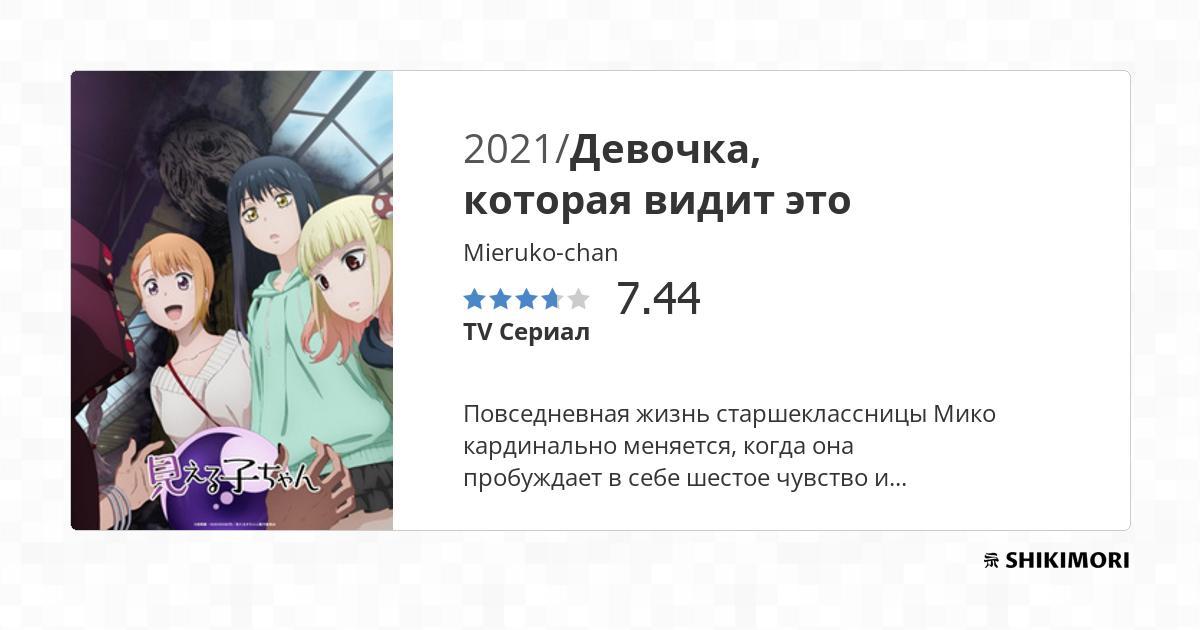 2021/Девочка,
которая видит это
Mieruko-chan
7.44
TV Сериал
Повседневная жизнь старшеклассницы Мико
кардинально меняется, когда она
пробуждает в себе шестое чувство и...
見える子ちゃん
SHIKIMORI